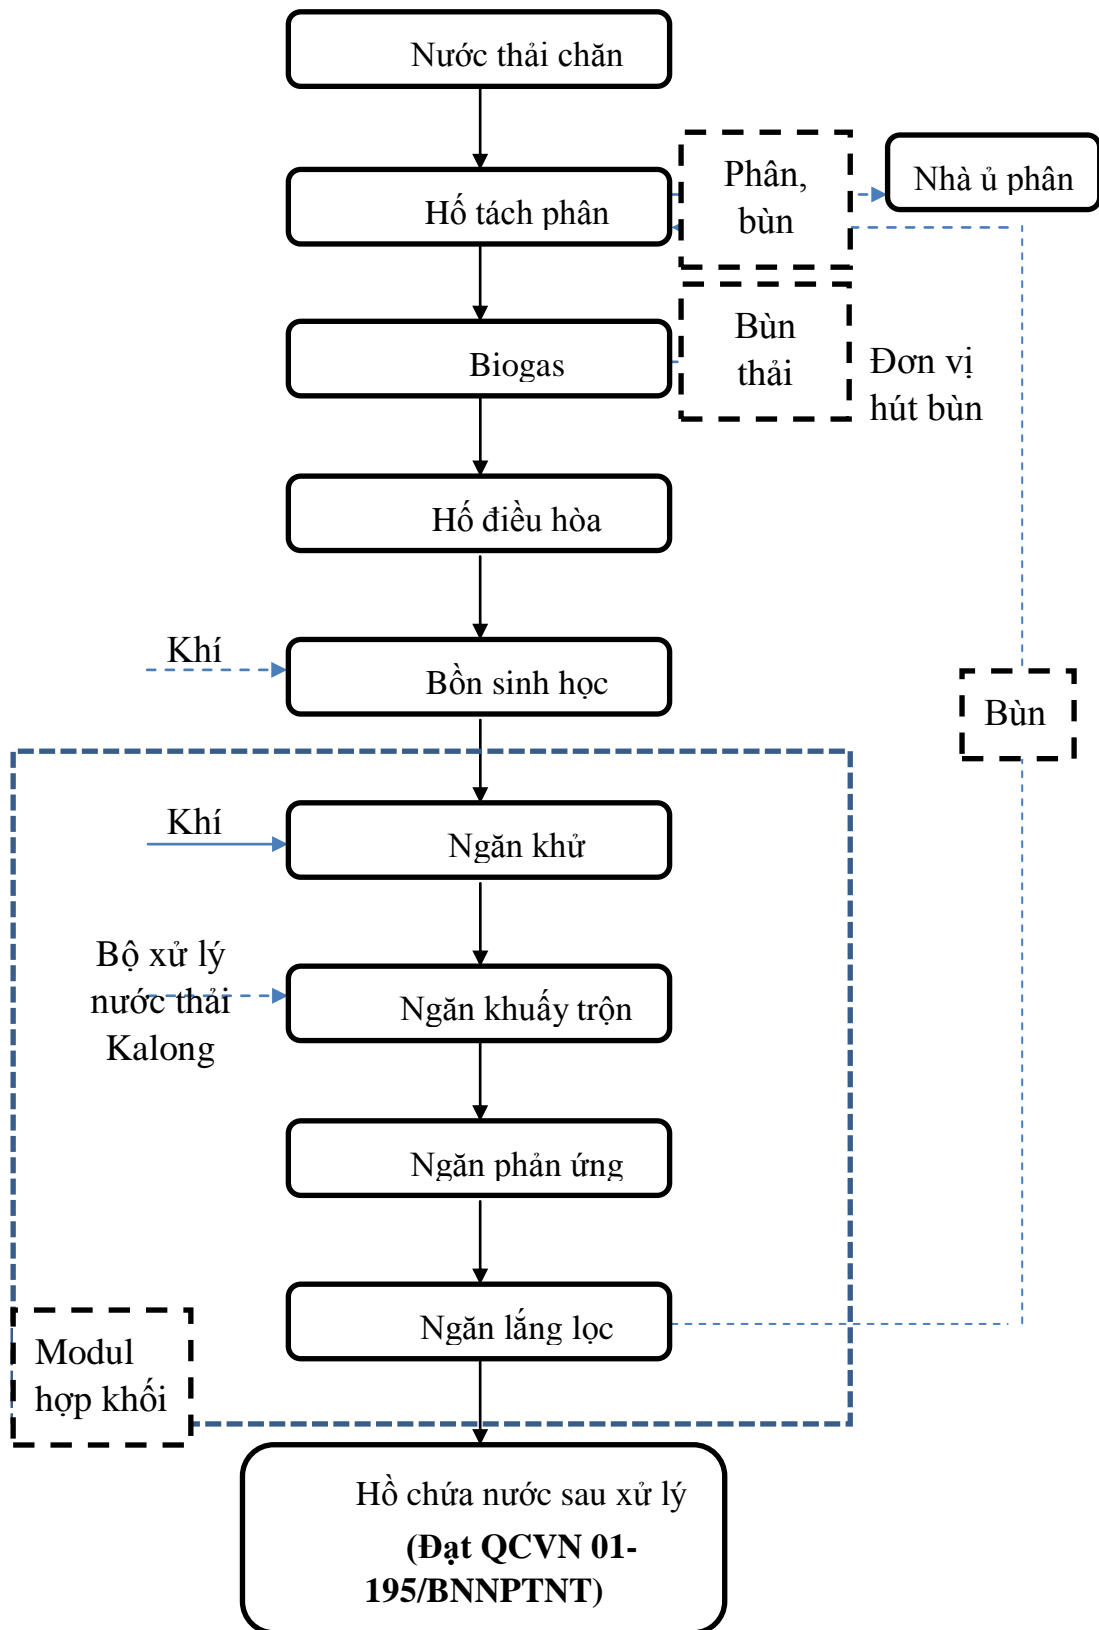 Nước thải chăn
Phân,
bùn
Nhà ủ phân
Hố tách phân
Biogas
Bùn
thải
Đơn vị
hút bùn
Hố điều hòa
Khí
Bồn sinh học
Bùn
Khí
Ngăn khử
Bộ xử lý
nước thải
Kalong
Ngăn khuấy trộn
Ngăn phản ứng
Ngăn lắng lọc
Modul
hợp khối
Hồ chứa nước sau xử lý
(Đạt QCVN 01-
195/BNNPTNT)